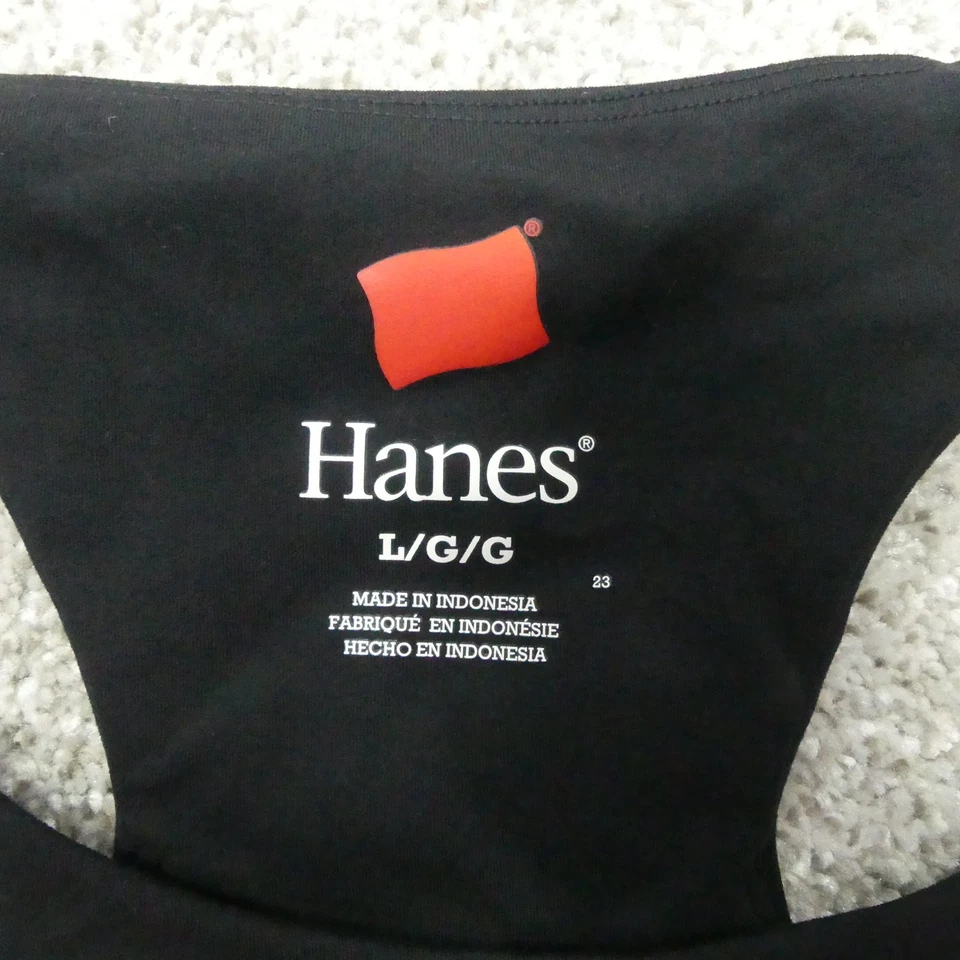 ®
Hanes®
L/G/G
23
MADE IN INDONESIA
FABRIQUÉ EN INDONÉSIE
HECHO EN INDONESIA